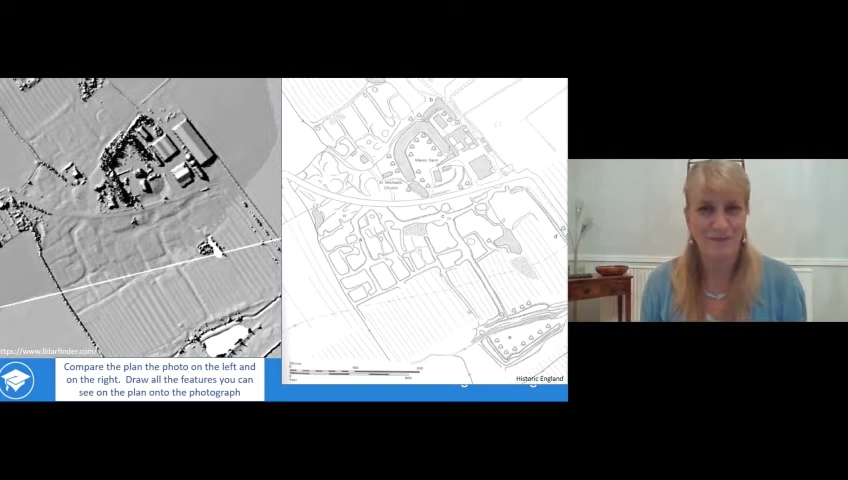 Manor Farm
St Michaels
Church
https://www.lidarfinder.com/
Compare the plan the photo on the left and
on the right. Draw all the features you can
see on the plan onto the photograph
Historic England